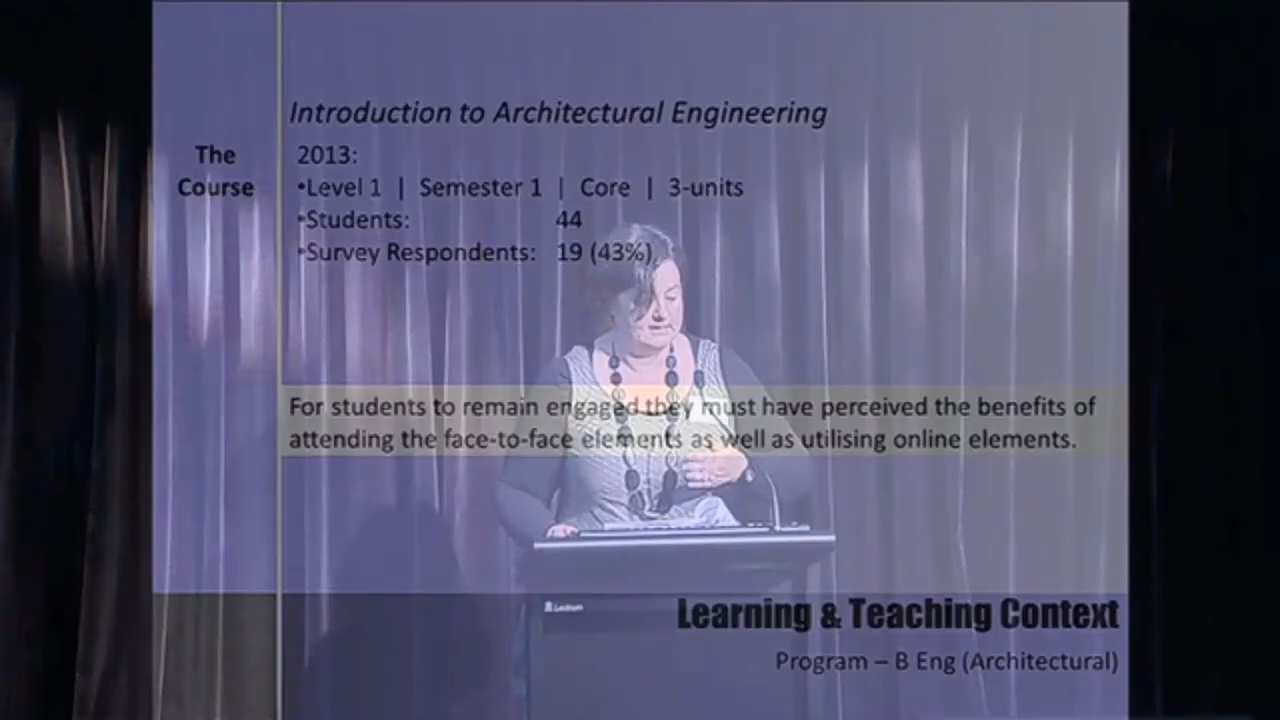 Introduction to Architectural Engineering
The
Course
2013:
•Level 1 | Semester 1 | Core | 3-units
•Students: 44
•Survey Respondents: 19 (43%)
For students to remain engaged they must have perceived the benefits of
attending the face-to-face elements as well as utilising online elements.
Learning & Teaching Context
Program – B Eng (Architectural)